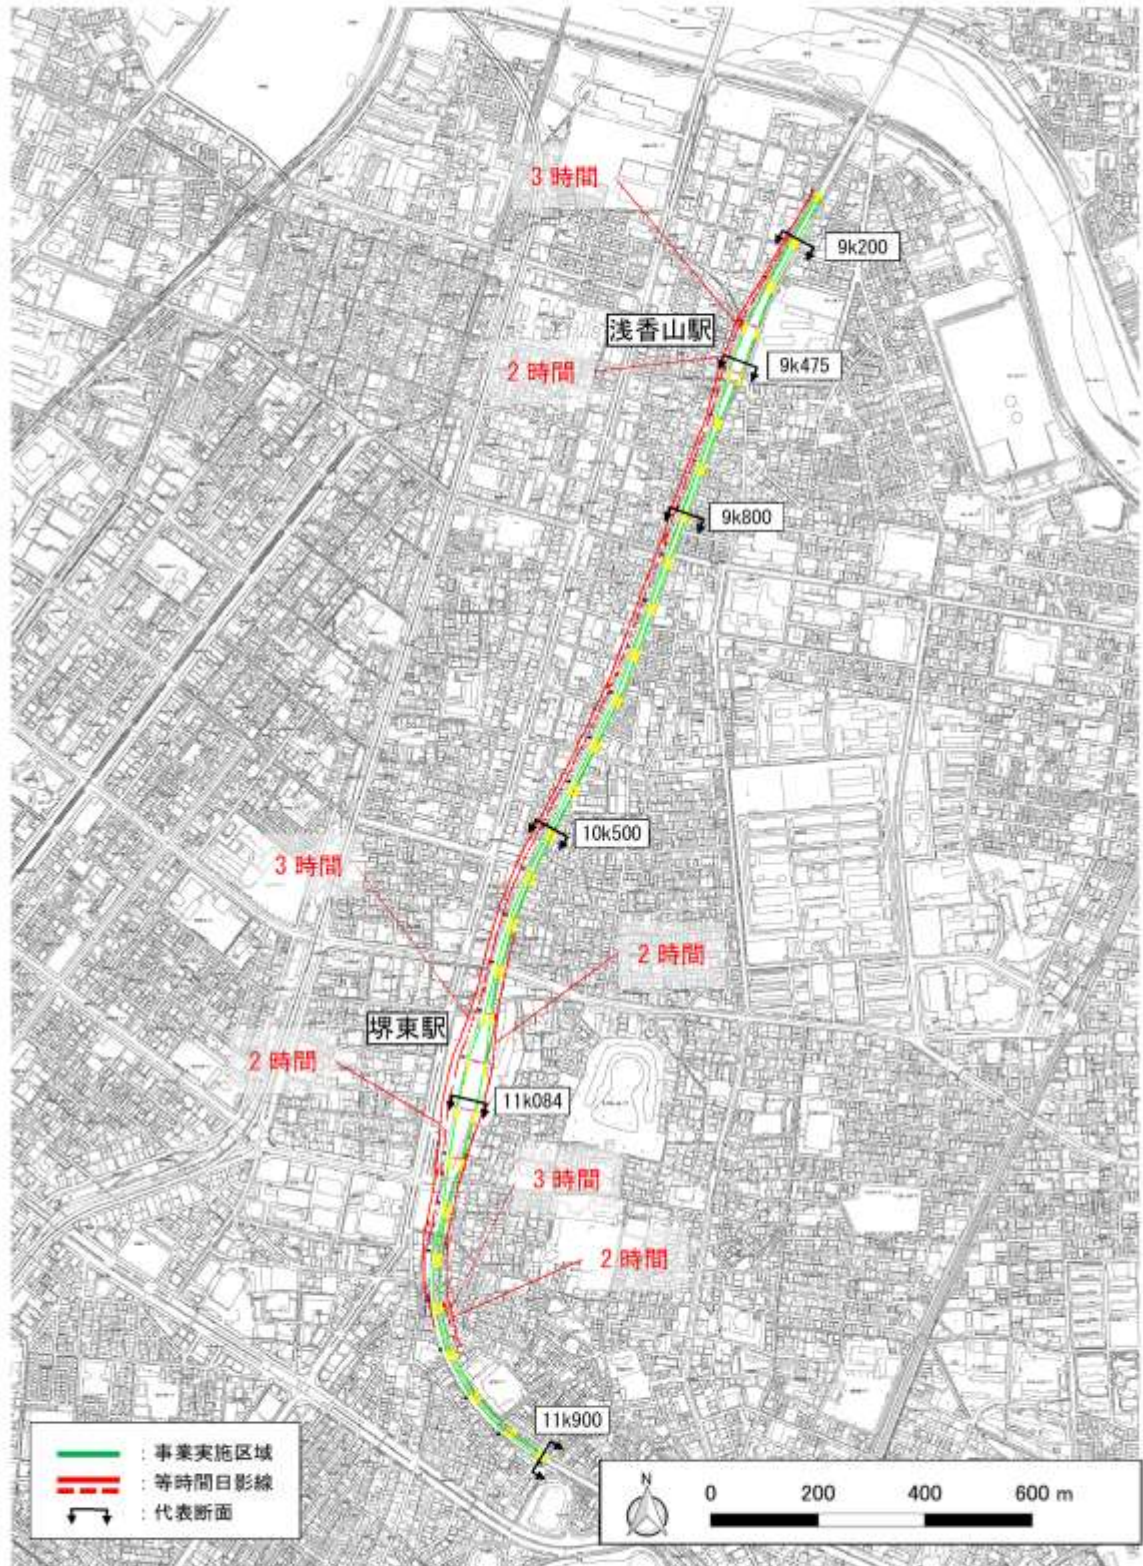 3時間
9k200
浅香山駅
2時間
9k475
9k800
10k500
3時間
2時間
堺東駅
2時間
11k084
3時間
2時間
11k900
：事業実施区域
：等時間日影線
：代表断面
N
0 200 400 600 m